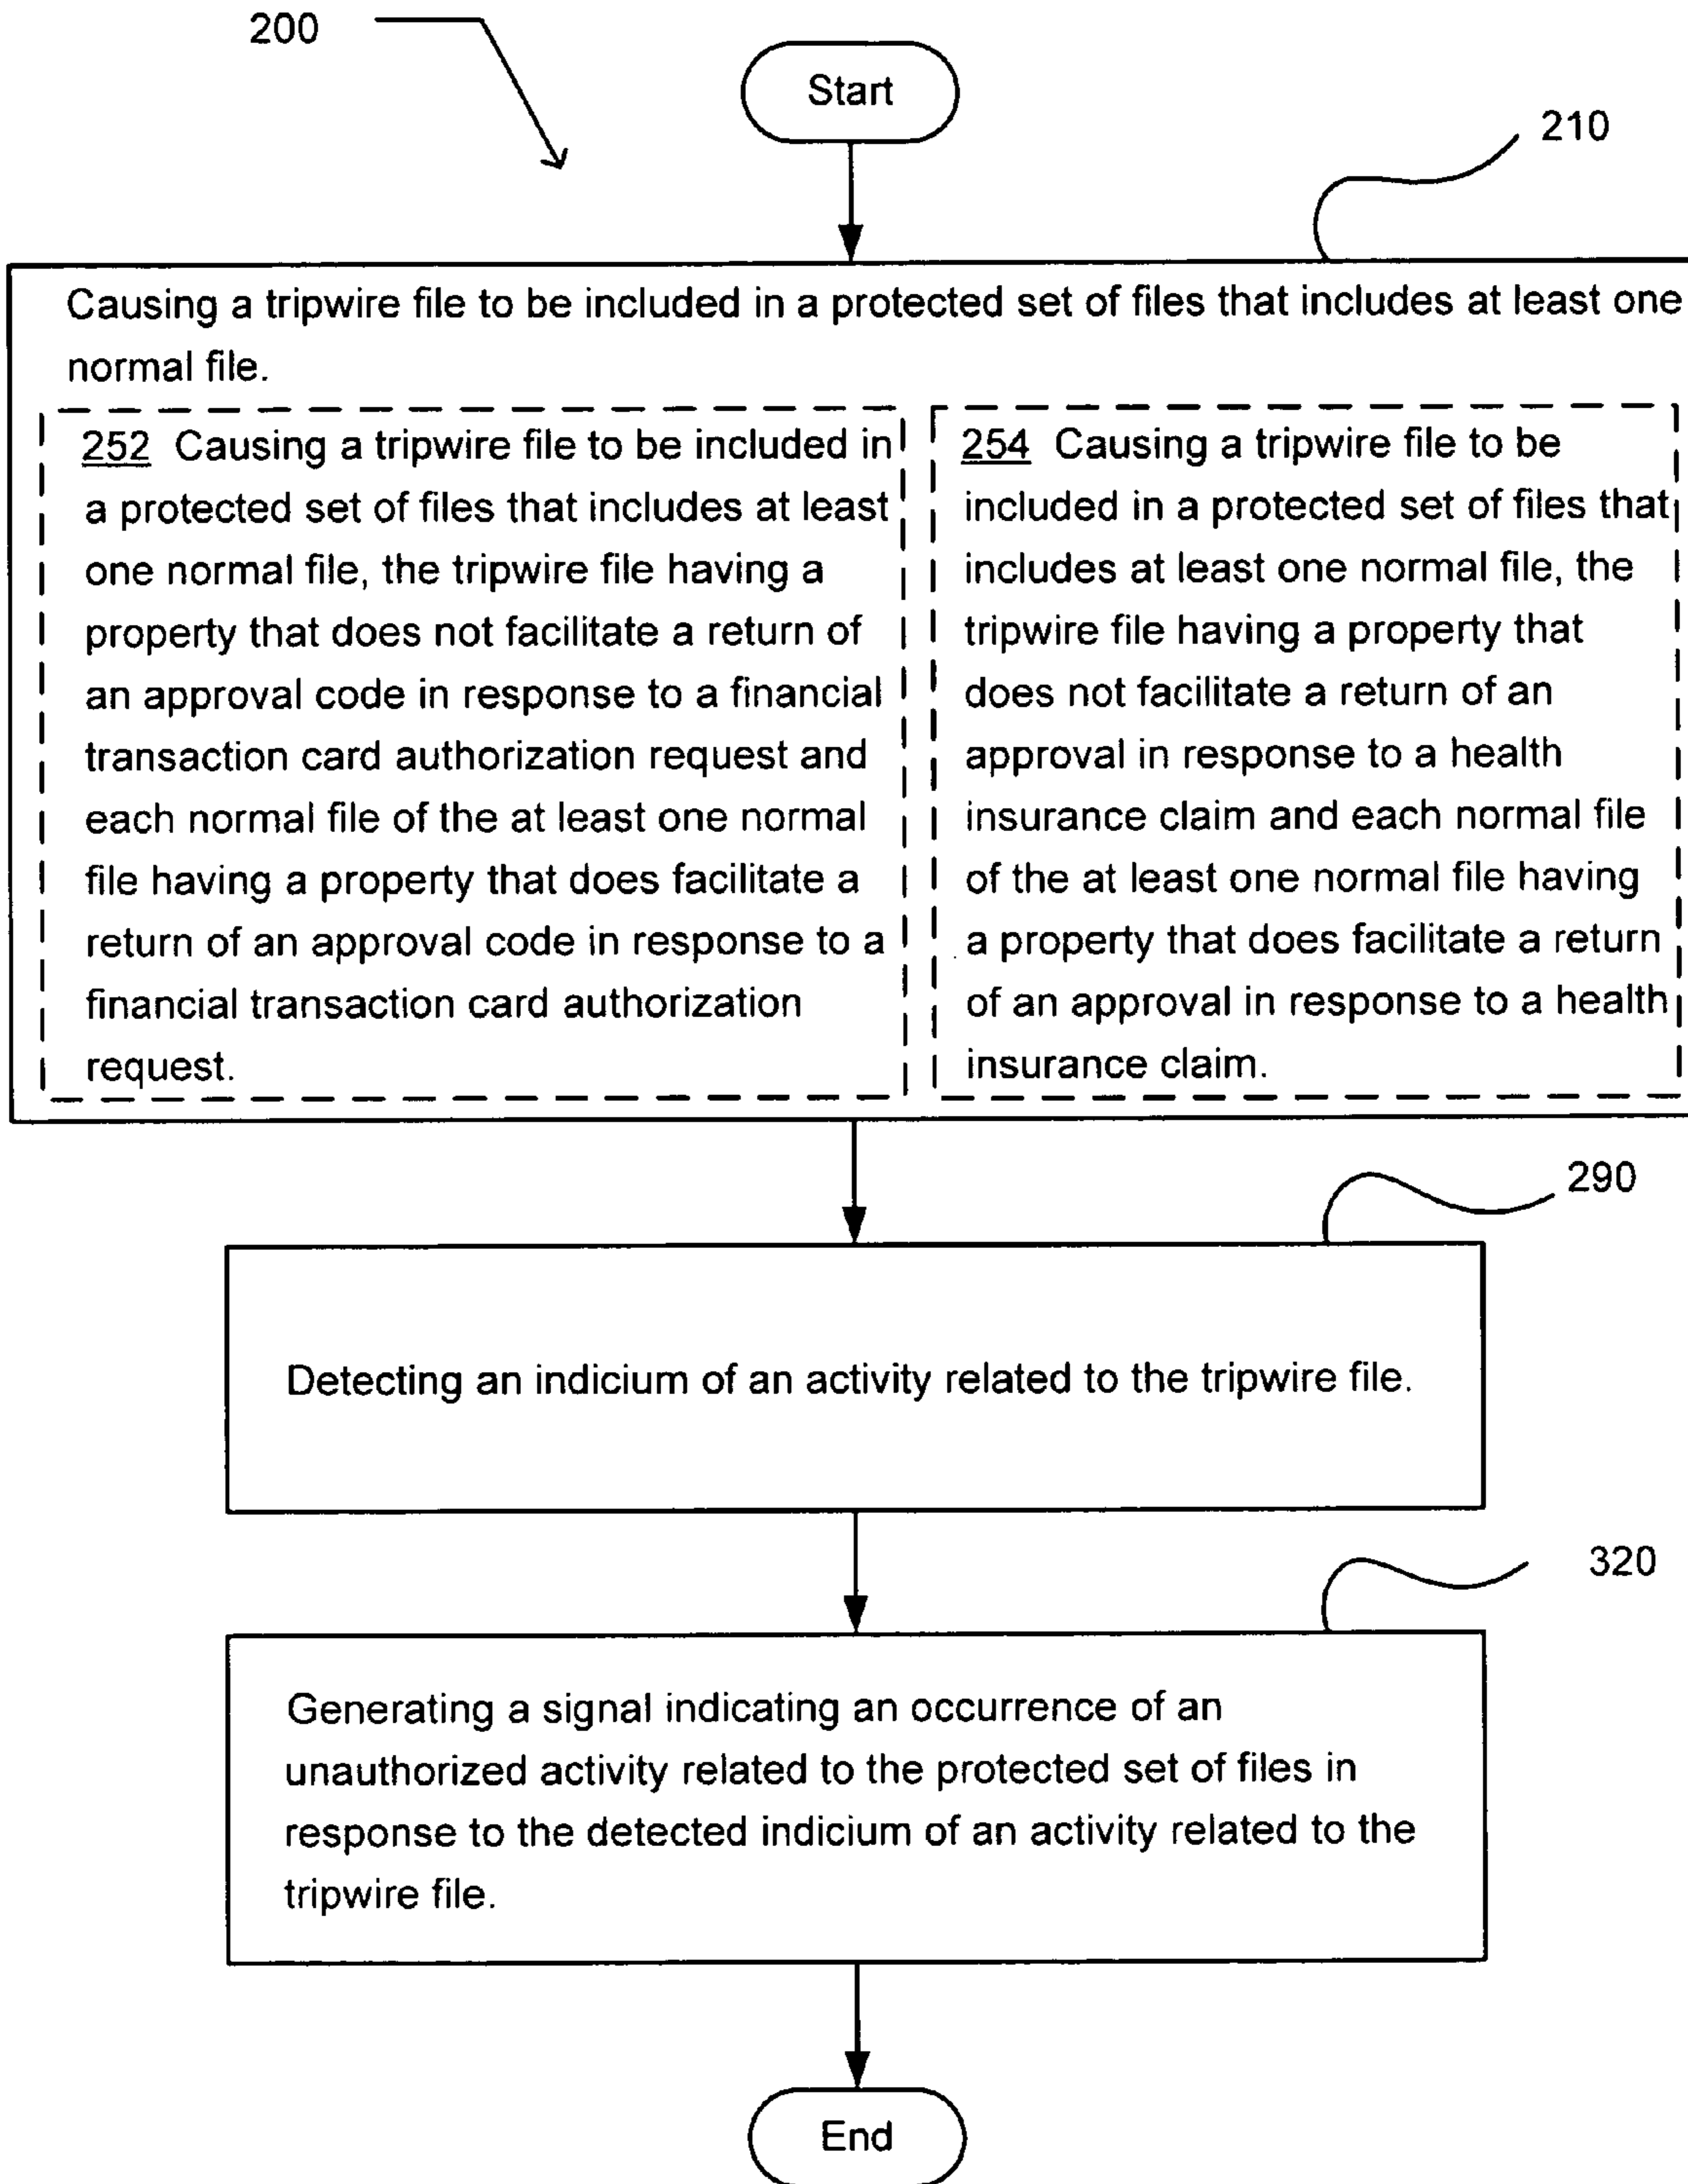 200
Start
210
Causing a tripwire file to be included in a protected set of files that includes at least one
normal file.
252 Causing a tripwire file to be included in
a protected set of files that includes at least
one normal file, the tripwire file having a
property that does not facilitate a return of
an approval code in response to a financial
transaction card authorization request and
each normal file of the at least one normal
file having a property that does facilitate a
return of an approval code in response to a
financial transaction card authorization
request.
254 Causing a tripwire file to be
included in a protected set of files that
includes at least one normal file, the
tripwire file having a property that
does not facilitate a return of an
approval in response to a health
insurance claim and each normal file
of the at least one normal file having
a property that does facilitate a return
of an approval in response to a health
insurance claim.
290
Detecting an indicium of an activity related to the tripwire file.
320
Generating a signal indicating an occurrence of an
unauthorized activity related to the protected set of files in
response to the detected indicium of an activity related to the
tripwire file.
End